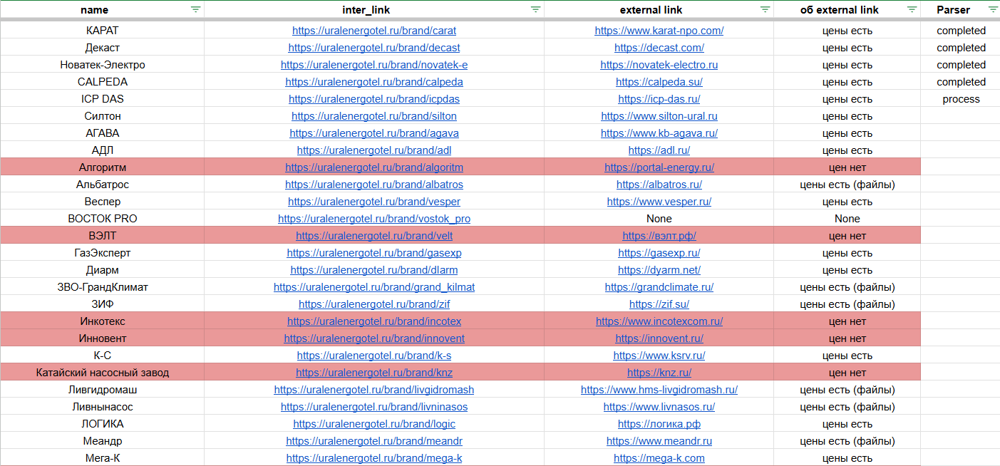 name inter_link external link об external link Parser
КАРАТ https://uralenergotel.ru/brand/carat https://www.karat-npo.com/ цены есть completed
Декаст https://uralenergotel.ru/brand/decast https://decast.com/ цены есть completed
Новатек-Электро https://uralenergotel.ru/brand/novatek-e https://novatek-electro.ru цены есть completed
CALPEDA https://uralenergotel.ru/brand/calpeda https://calpeda.su/ цены есть completed
ICP DAS https://uralenergotel.ru/brand/icpdas https://icp-das.ru/ цены есть process
Силтон https://uralenergotel.ru/brand/silton https://www.silton-ural.ru цены есть
АГАВА https://uralenergotel.ru/brand/agava https://www.kb-agava.ru/ цены есть
АДЛ https://uralenergotel.ru/brand/adl https://adl.ru/ цены есть
Алгоритм https://uralenergotel.ru/brand/algoritm https://portal-energy.ru/ цен нет
Альбатрос https://uralenergotel.ru/brand/albatros https://albatros.ru/ цены есть (файлы)
Веспер https://uralenergotel.ru/brand/vesper https://www.vesper.ru/ цены есть
ВОСТОК PRO https://uralenergotel.ru/brand/vostok_pro None None
ВЭЛТ https://uralenergotel.ru/brand/velt https://вэлт.рф/ цен нет
ГазЭксперт https://uralenergotel.ru/brand/gasexp https://gasexp.ru/ цены есть
Диарм https://uralenergotel.ru/brand/dIarm https://dyarm.net/ цены есть
ЗВО-ГрандКлимат https://uralenergotel.ru/brand/grand_kilmat https://grandclimate.ru/ цены есть (файлы)
ЗИФ https://uralenergotel.ru/brand/zif https://zif.su/ цены есть (файлы)
Инкотекс https://uralenergotel.ru/brand/incotex https://www.incotexcom.ru/ цен нет
Инновент https://uralenergotel.ru/brand/innovent https://innovent.ru/ цен нет
К-С https://uralenergotel.ru/brand/k-s https://www.ksrv.ru/ цены есть
Катайский насосный завод https://uralenergotel.ru/brand/knz https://knz.ru/ цен нет
Ливгидромаш https://uralenergotel.ru/brand/livgidromash https://www.hms-livgidromash.ru/ цены есть (файлы)
Ливнынасос https://uralenergotel.ru/brand/livninasos https://www.livnasos.ru/ цены есть (файлы)
ЛОГИКА https://uralenergotel.ru/brand/logic https://логика.рф цены есть
Меандр https://uralenergotel.ru/brand/meandr https://www.meandr.ru цены есть (файлы)
Мега-К https://uralenergotel.ru/brand/mega-k https://mega-k.com цены есть